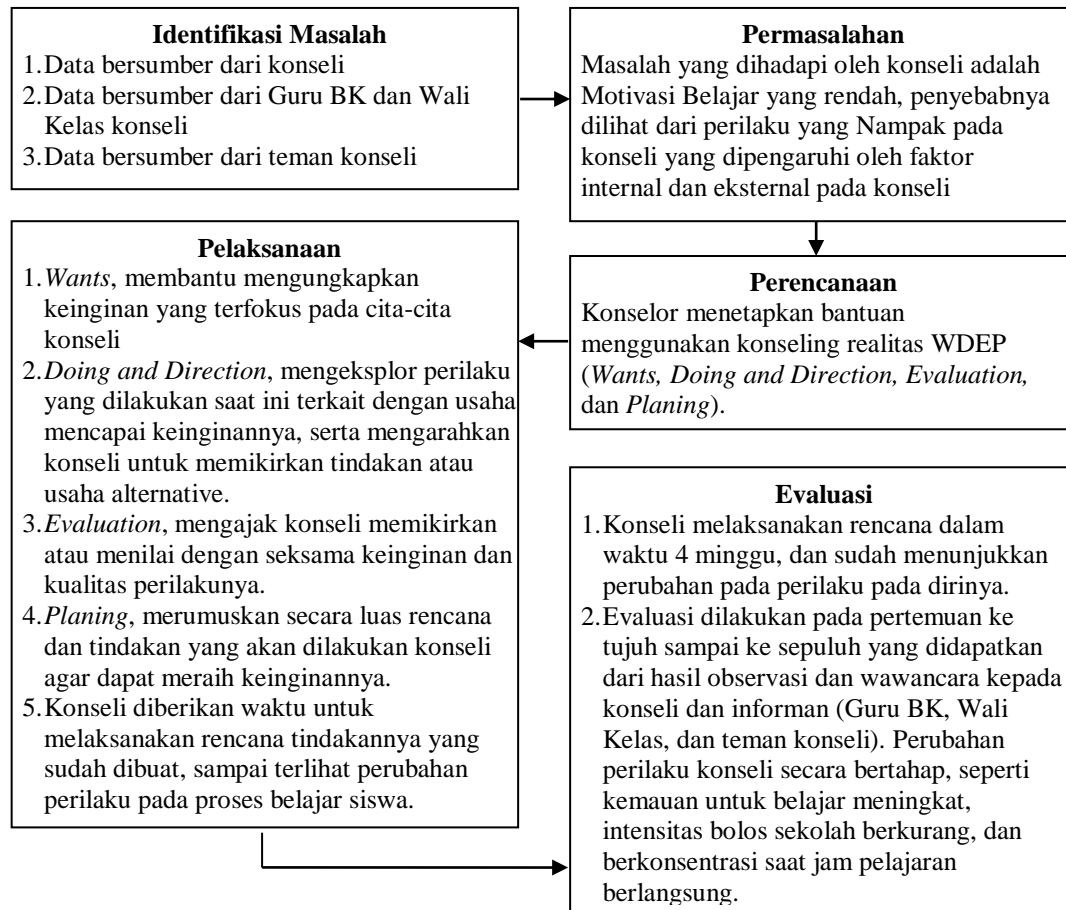 Identifikasi Masalah
1. Data bersumber dari konseli
2. Data bersumber dari Guru BK dan Wali
Kelas konseli
3. Data bersumber dari teman konseli
Permasalahan
Masalah yang dihadapi oleh konseli adalah
Motivasi Belajar yang rendah, penyebabnya
dilihat dari perilaku yang Nampak pada
konseli yang dipengaruhi oleh faktor
internal dan eksternal pada konseli
Perencanaan
Konselor menetapkan bantuan
menggunakan konseling realitas WDEP
(Wants, Doing and Direction, Evaluation,
dan Planing).
Pelaksanaan
1. Wants, membantu mengungkapkan
keinginan yang terfokus pada cita-cita
konseli
2. Doing and Direction, mengeksplor perilaku
yang dilakukan saat ini terkait dengan usaha
mencapai keinginannya, serta mengarahkan
konseli untuk memikirkan tindakan atau
usaha alternative.
3. Evaluation, mengajak konseli memikirkan
atau menilai dengan seksama keinginan dan
kualitas perilakunya.
4. Planing, merumuskan secara luas rencana
dan tindakan yang akan dilakukan konseli
agar dapat meraih keinginannya.
5. Konseli diberikan waktu untuk
melaksanakan rencana tindakannya yang
sudah dibuat, sampai terlihat perubahan
perilaku pada proses belajar siswa.
Evaluasi
1. Konseli melaksanakan rencana dalam
waktu 4 minggu, dan sudah menunjukkan
perubahan pada perilaku pada dirinya.
2. Evaluasi dilakukan pada pertemuan ke
tujuh sampai ke sepuluh yang didapatkan
dari hasil observasi dan wawancara kepada
konseli dan informan (Guru BK, Wali
Kelas, dan teman konseli). Perubahan
perilaku konseli secara bertahap, seperti
kemauan untuk belajar meningkat,
intensitas bolos sekolah berkurang, dan
berkonsentrasi saat jam pelajaran
berlangsung.